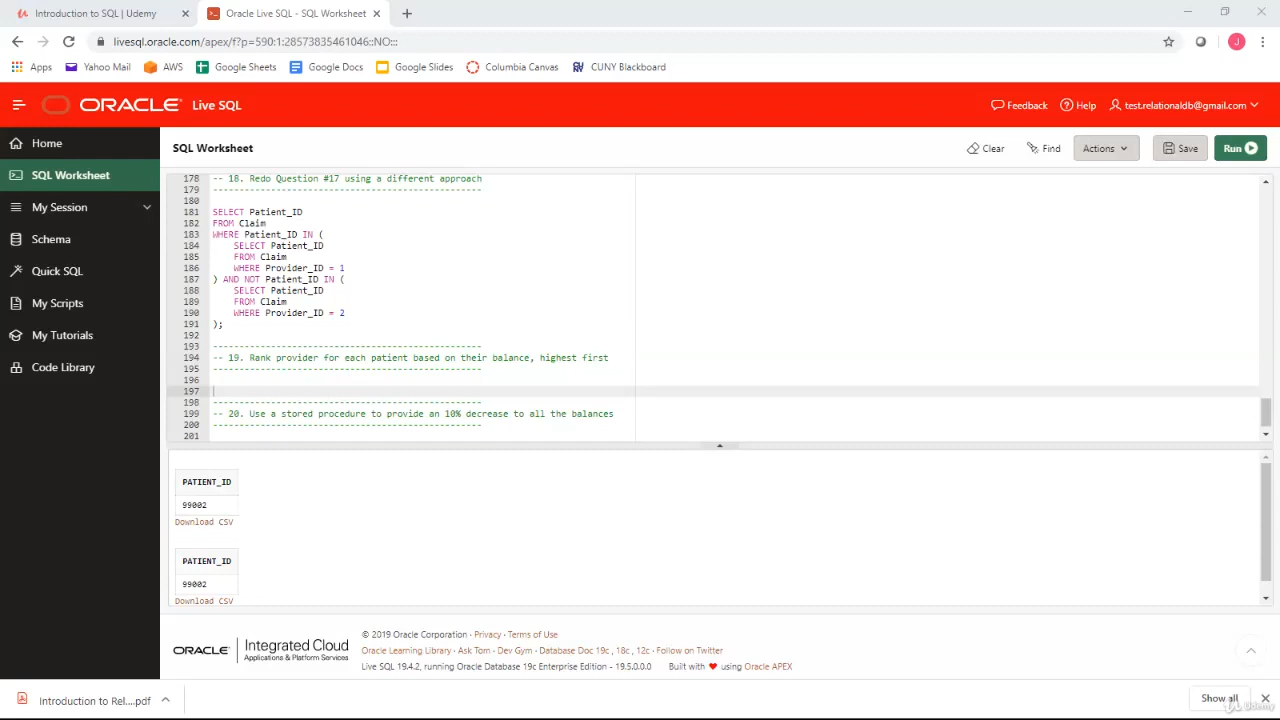 Introduction to SQL | Udemy
Oracle Live SQL - SQL Worksheet
livesql.oracle.com/apex/f?p=590:1:28573835461046::NO:::
J
Apps Yahoo Mail AWS Google Sheets Google Docs Google Slides Columbia Canvas CUNY Blackboard
ORACLE Live SQL
Feedback Help test.relationaldb@gmail.com
Home
SQL Worksheet
My Session
Schema
Quick SQL
My Scripts
My Tutorials
Code Library
SQL Worksheet
Clear Find Actions Save Run
178 -- 18. Redo Question #17 using a different approach
179 --------------------------------------------------
180
181 SELECT Patient_ID
182 FROM Claim
183 WHERE Patient_ID IN (
184 SELECT Patient_ID
185 FROM Claim
186 WHERE Provider_ID = 1
187 ) AND NOT Patient_ID IN (
188 SELECT Patient_ID
189 FROM Claim
190 WHERE Provider_ID = 2
191 );
192
193 --------------------------------------------------
194 -- 19. Rank provider for each patient based on their balance, highest first
195 --------------------------------------------------
196
197
198 --------------------------------------------------
199 -- 20. Use a stored procedure to provide an 10% decrease to all the balances
200 --------------------------------------------------
201
PATIENT_ID
99002
Download CSV
PATIENT_ID
99002
Download CSV
ORACLE Integrated Cloud
Applications & Platform Services
© 2019 Oracle Corporation · Privacy · Terms of Use
Oracle Learning Library · Ask Tom · Dev Gym · Database Doc 19c , 18c , 12c · Follow on Twitter
Live SQL 19.4.2, running Oracle Database 19c Enterprise Edition - 19.5.0.0.0 Built with ❤ using Oracle APEX
Introduction to Rel....pdf
Show all
Udemy